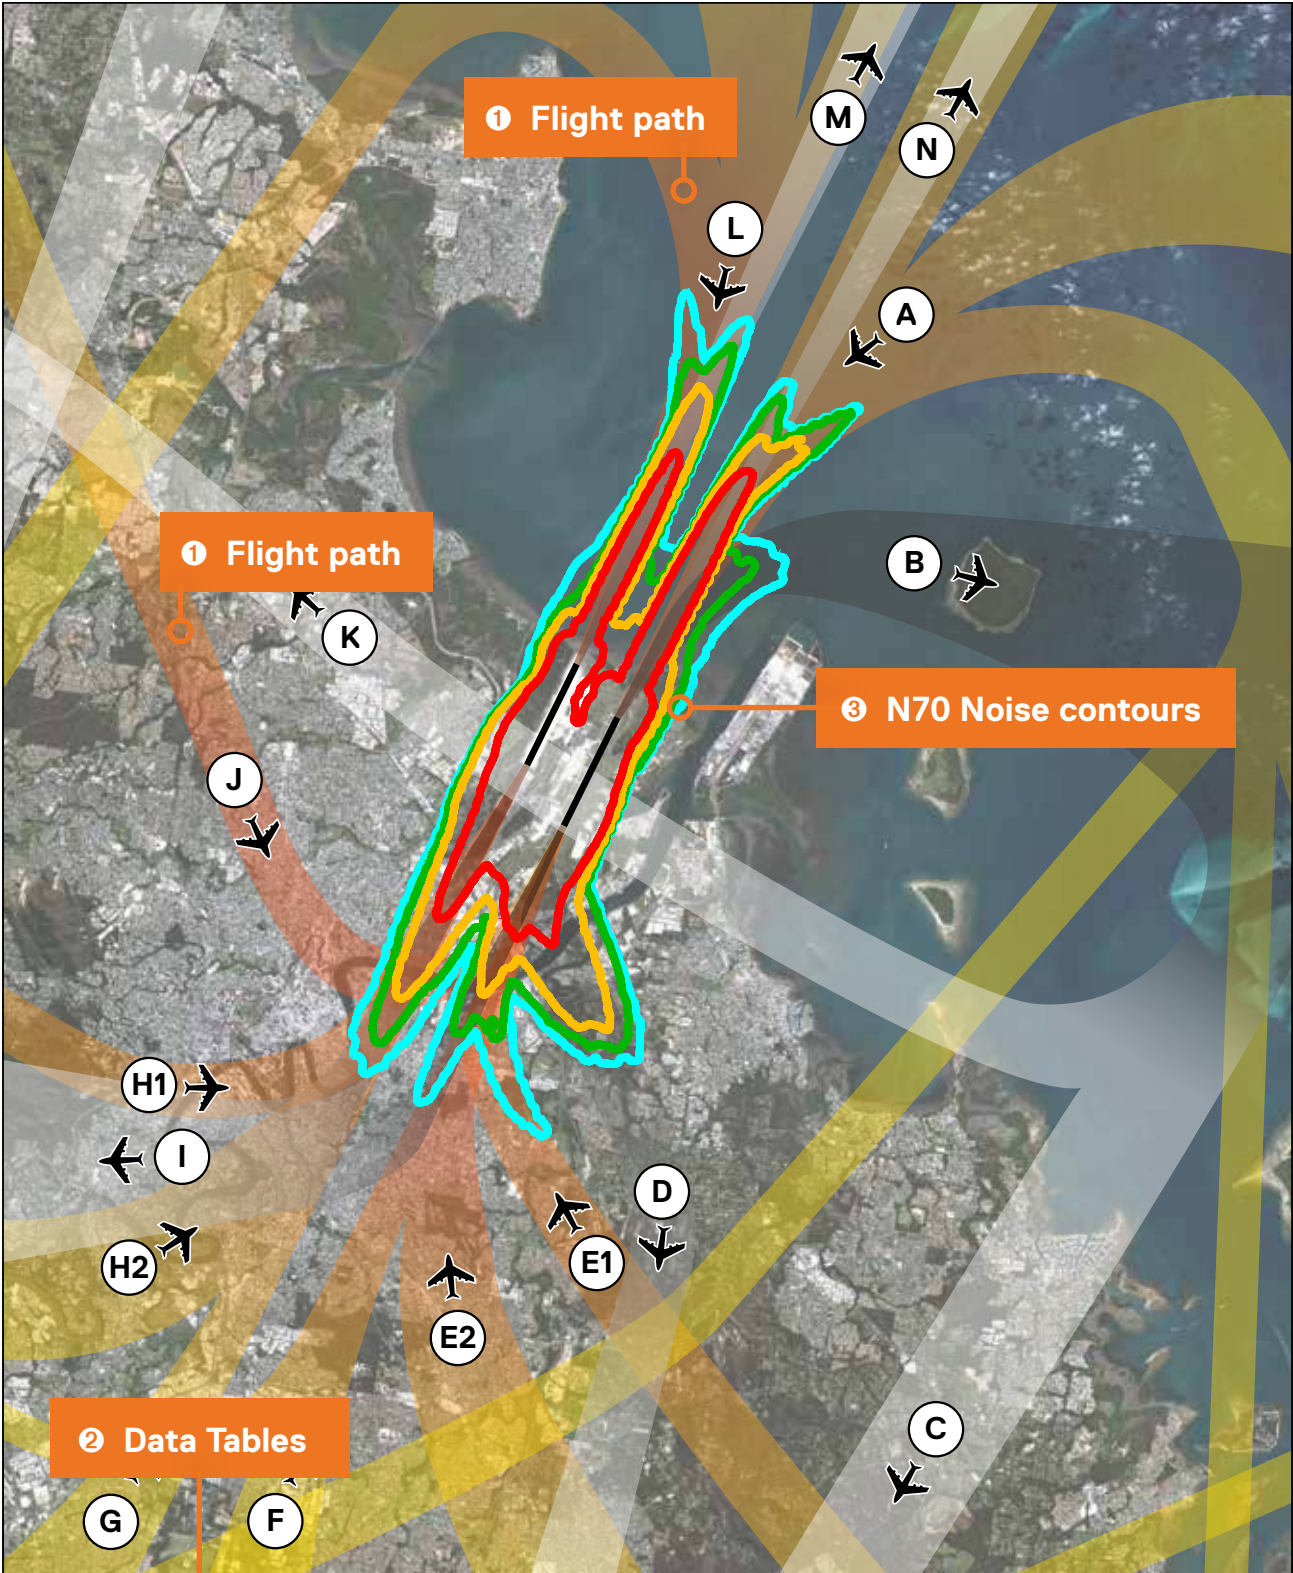 ❶ Flight path
M
N
L
A
❶ Flight path
B
K
❸ N70 Noise contours
J
H1
I
D
H2
E1
E2
❷ Data Tables
C
G
F